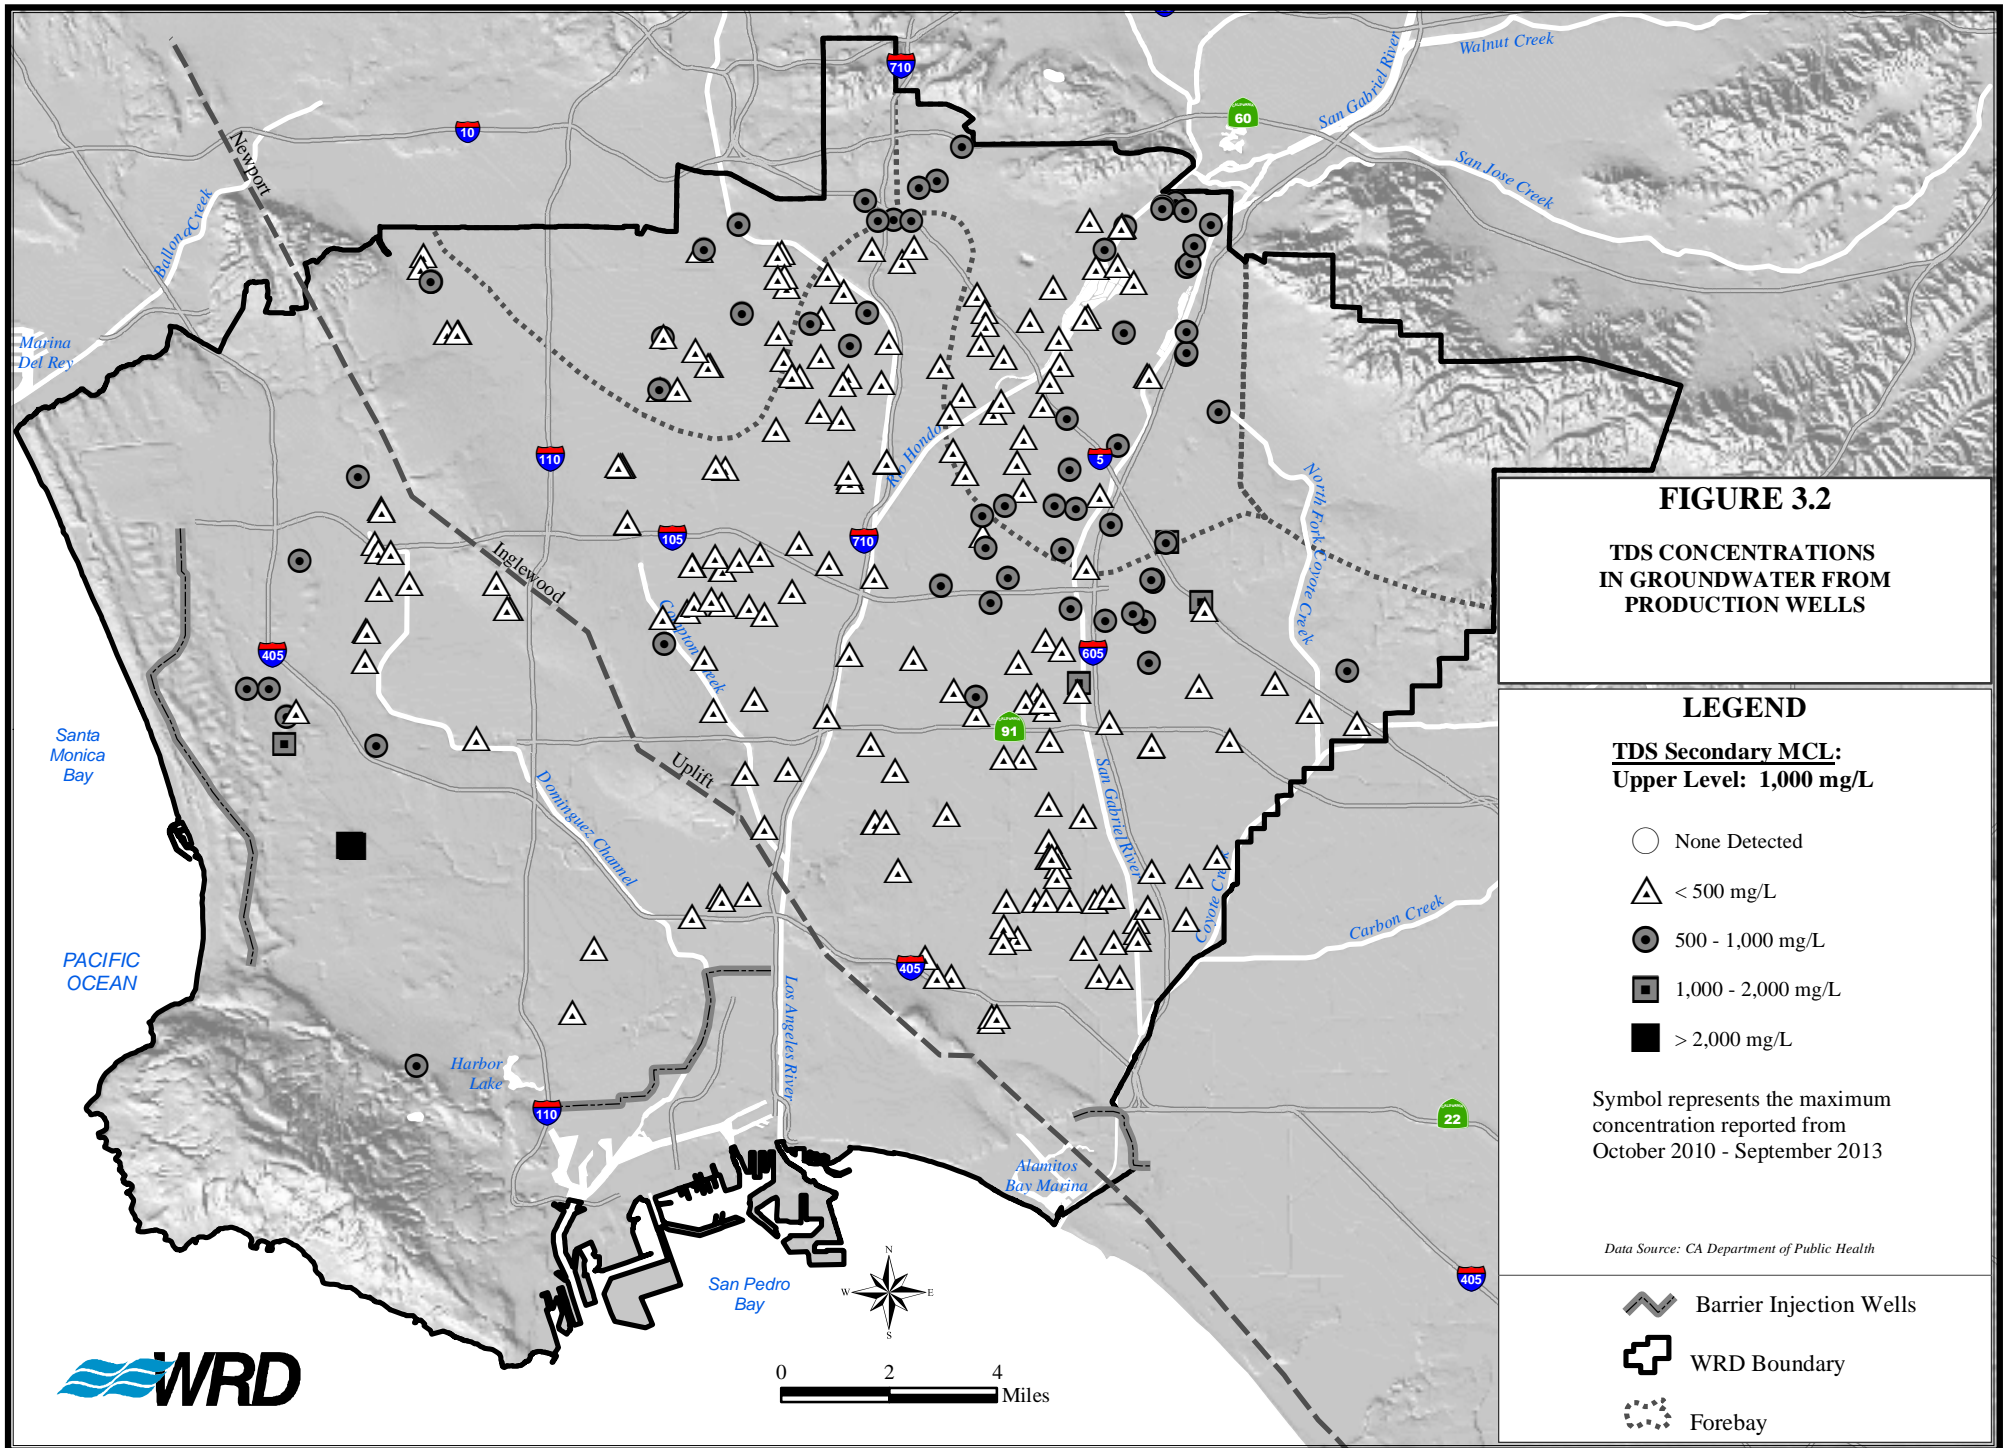 710
Walnut Creek
San Gabriel River
10
CALIFORNIA
60
Newport
San Jose Creek
Ballona Creek
Marina
Del Rey
110
Rio Hondo
5
North Fork Coyote Creek
105
710
Inglewood
Compton Creek
405
605
Santa
Monica
Bay
CALIFORNIA
91
Uplift
Dominguez Channel
San Gabriel River
Coyote Creek
Carbon Creek
PACIFIC
OCEAN
405
Los Angeles River
Harbor
Lake
110
CALIFORNIA
22
Alamitos
Bay Marina
San Pedro
Bay
405
N
W
E
S
0
2
4
Miles
WRD
FIGURE 3.2
TDS CONCENTRATIONS
IN GROUNDWATER FROM
PRODUCTION WELLS
LEGEND
TDS Secondary MCL:
Upper Level: 1,000 mg/L
None Detected
< 500 mg/L
500 - 1,000 mg/L
1,000 - 2,000 mg/L
> 2,000 mg/L
Symbol represents the maximum
concentration reported from
October 2010 - September 2013
Data Source: CA Department of Public Health
Barrier Injection Wells
WRD Boundary
Forebay